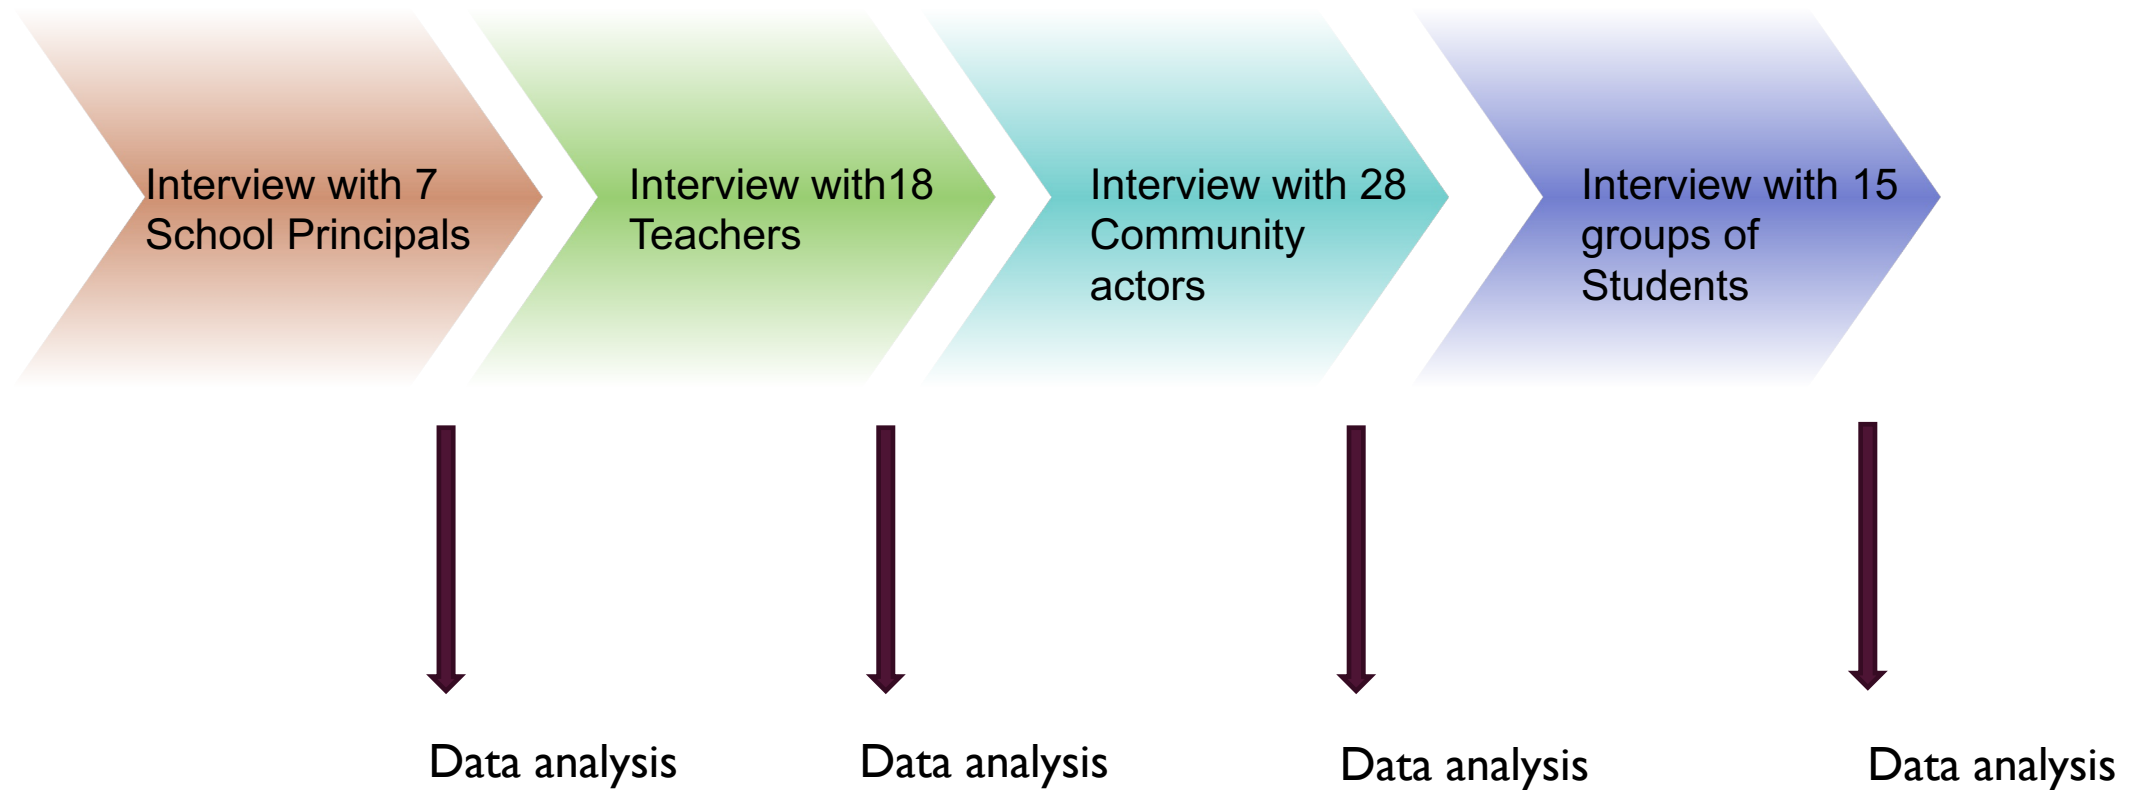 Interview with 7
School Principals
Interview with18
Teachers
Interview with 28
Community
actors
Interview with 15
groups of
Students
Data analysis
Data analysis
Data analysis
Data analysis